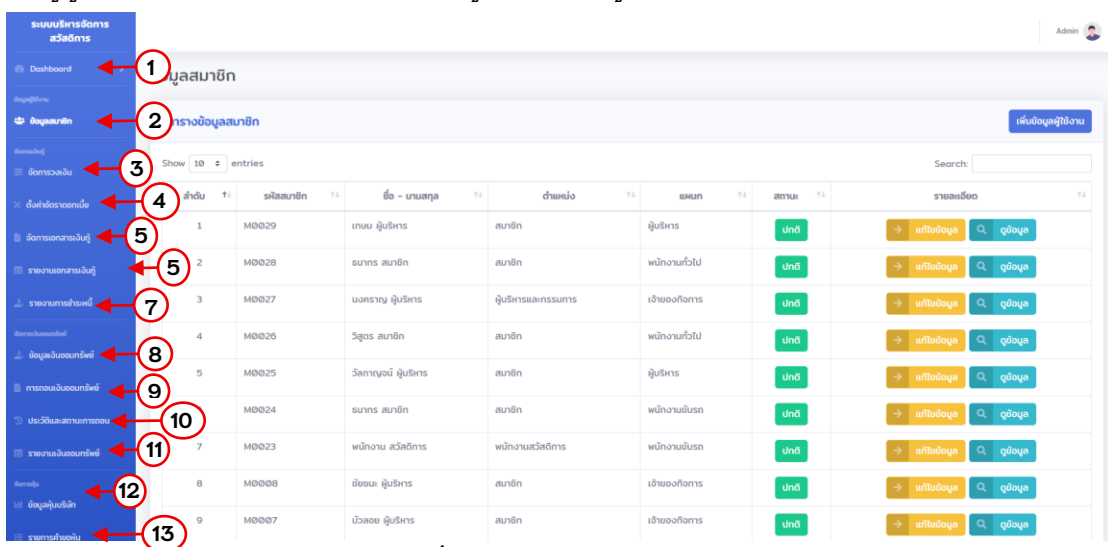 ระบบบริหารจัดการ
สวัสดิการ
Admin
Dashboard
1
มูลสมาชิก
ข้อมูลผู้ใช้งาน
ข้อมูลสมาชิก
2
ารางข้อมูลสมาชิก
เพิ่มข้อมูลผู้ใช้งาน
จัดการวงเงิน
3
Show 10 entries
Search:
ลำดับ รหัสสมาชิก ชื่อ - นามสกุล ตำแหน่ง แผนก สถานะ รายละเอียด
ตั้งค่าอัตราดอกเบี้ย
4
1 M0029 เกษม ผู้บริหาร สมาชิก ผู้บริหาร ปกติ แก้ไขข้อมูล ดูข้อมูล
จัดการเอกสารเงินกู้
5
2 M0028 ธนากร สมาชิก สมาชิก พนักงานทั่วไป ปกติ แก้ไขข้อมูล ดูข้อมูล
รายงานเอกสารเงินกู้
5
3 M0027 นงคราญ ผู้บริหาร ผู้บริหารและกรรมการ เจ้าของกิจการ ปกติ แก้ไขข้อมูล ดูข้อมูล
รายงานการชำระหนี้
7
4 M0026 วิสูตร สมาชิก สมาชิก พนักงานทั่วไป ปกติ แก้ไขข้อมูล ดูข้อมูล
ข้อมูลเงินออมทรัพย์
8
5 M0025 วิลกาญจน์ ผู้บริหาร สมาชิก ผู้บริหาร ปกติ แก้ไขข้อมูล ดูข้อมูล
การถอนเงินออมทรัพย์
9
M0024 ธนากร สมาชิก สมาชิก พนักงานขับรถ ปกติ แก้ไขข้อมูล ดูข้อมูล
ประวัติและสถานะการถอน
10
7 M0023 พนักงาน สวัสดิการ พนักงานสวัสดิการ พนักงานขับรถ ปกติ แก้ไขข้อมูล ดูข้อมูล
รายงานเงินออมทรัพย์
11
8 M0008 ชัยชนะ ผู้บริหาร สมาชิก เจ้าของกิจการ ปกติ แก้ไขข้อมูล ดูข้อมูล
จัดการหุ้น
12
ข้อมูลหุ้นบริษัท
9 M0007 บัวลอย ผู้บริหาร สมาชิก เจ้าของกิจการ ปกติ แก้ไขข้อมูล ดูข้อมูล
รายการคำขอหุ้น
13